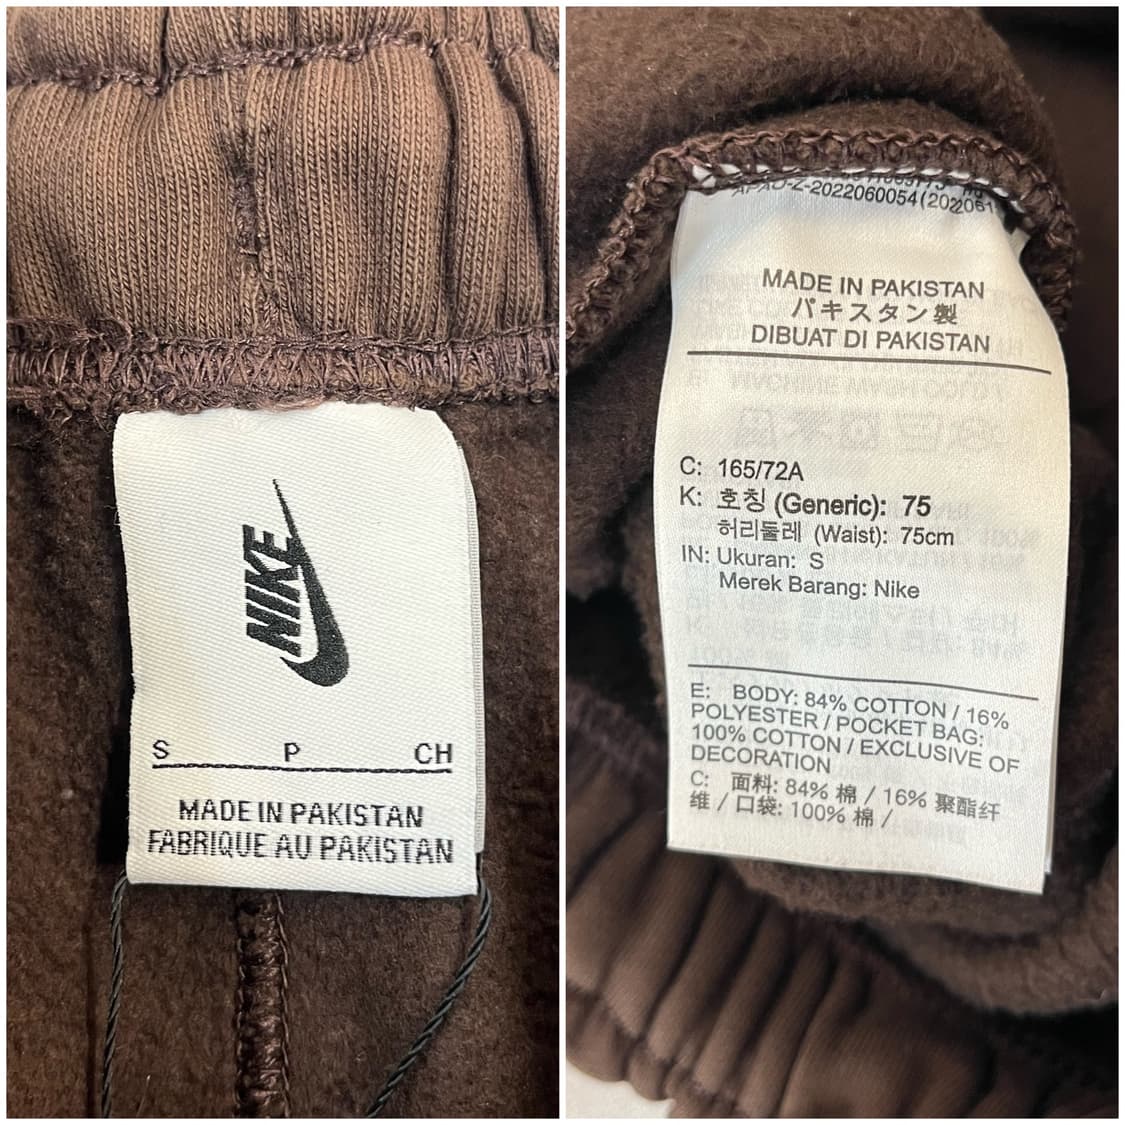 NIKE
S P CH
MADE IN PAKISTAN
FABRIQUE AU PAKISTAN
APAO-Z-2022060054(202206
MADE IN PAKISTAN
パキスタン製
DIBUAT DI PAKISTAN
C: 165/72A
K: 호칭 (Generic): 75
허리둘레 (Waist): 75cm
IN: Ukuran: S
Merek Barang: Nike
E: BODY: 84% COTTON / 16%
POLYESTER / POCKET BAG:
100% COTTON / EXCLUSIVE OF
DECORATION
C: 面料: 84% 棉 / 16% 聚酯纤
维 / 口袋: 100% 棉 /